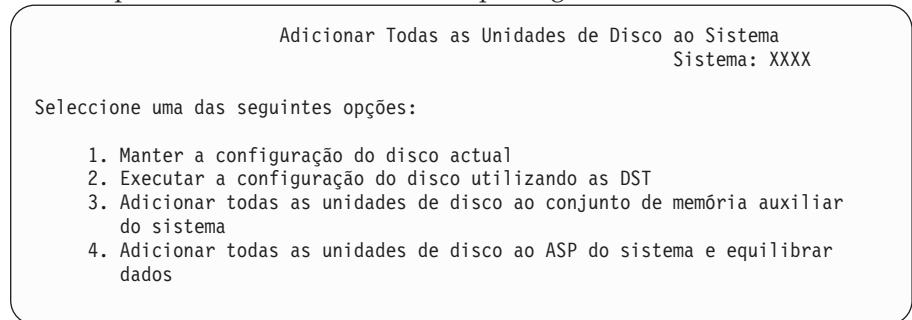 Adicionar Todas as Unidades de Disco ao Sistema
Sistema: XXXX
Seleccione uma das seguintes opções:
1. Manter a configuração do disco actual
2. Executar a configuração do disco utilizando as DST
3. Adicionar todas as unidades de disco ao conjunto de memória auxiliar
do sistema
4. Adicionar todas as unidades de disco ao ASP do sistema e equilibrar
dados